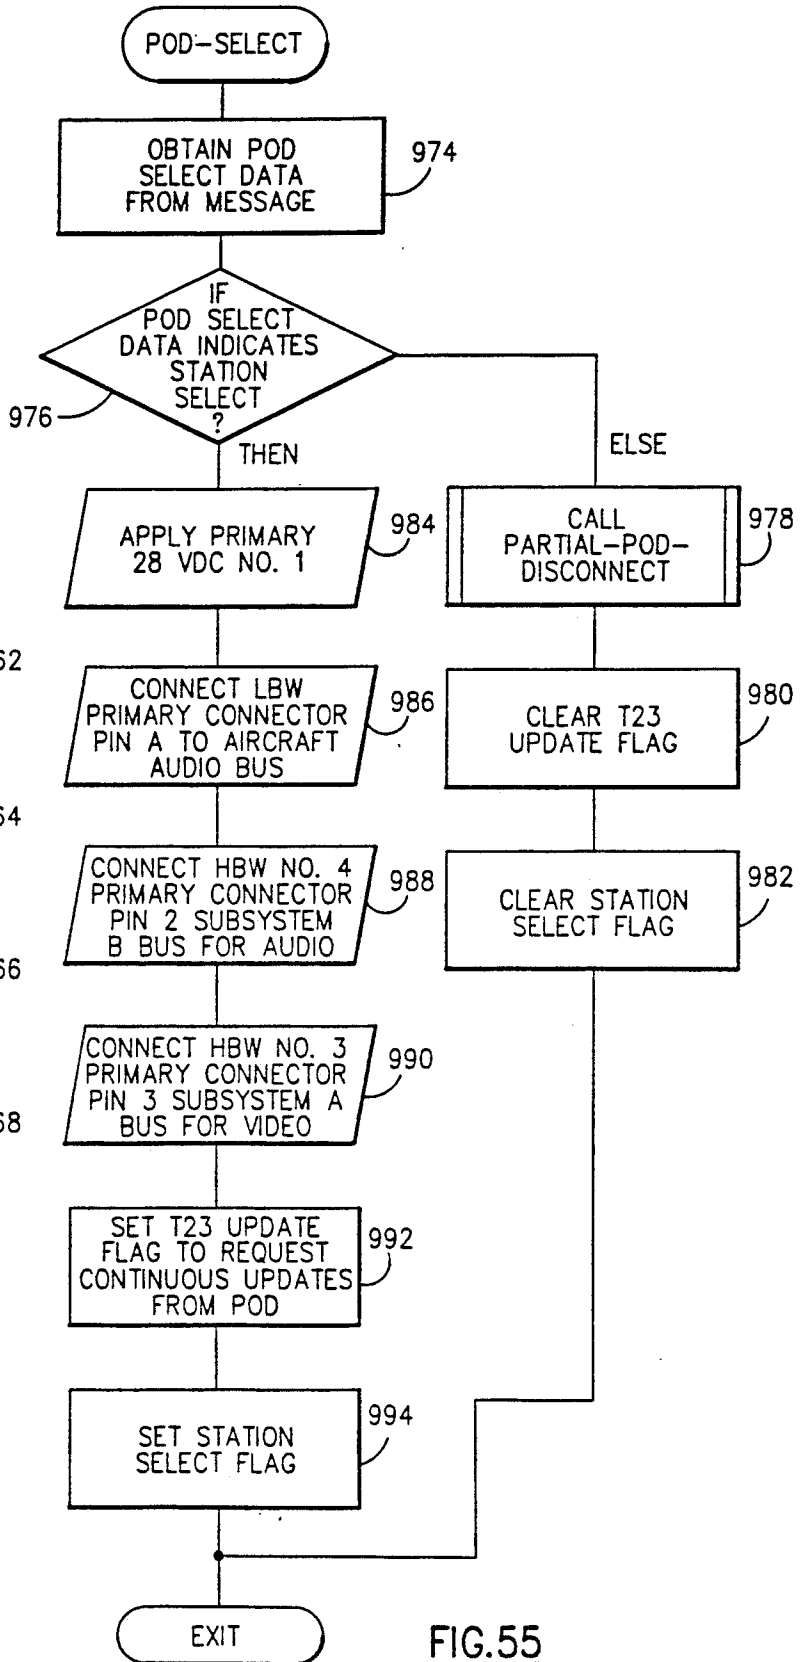 POD-SELECT
OBTAIN POD
SELECT DATA
FROM MESSAGE
974
IF
POD SELECT
DATA INDICATES
STATION
SELECT
?
976
THEN
ELSE
APPLY PRIMARY
28 VDC NO. 1
984
CALL
PARTIAL-POD-
DISCONNECT
978
62
CONNECT LBW
PRIMARY CONNECTOR
PIN A TO AIRCRAFT
AUDIO BUS
986
CLEAR T23
UPDATE FLAG
980
64
CONNECT HBW NO. 4
PRIMARY CONNECTOR
PIN 2 SUBSYSTEM
B BUS FOR AUDIO
988
CLEAR STATION
SELECT FLAG
982
66
CONNECT HBW NO. 3
PRIMARY CONNECTOR
PIN 3 SUBSYSTEM A
BUS FOR VIDEO
990
68
SET T23 UPDATE
FLAG TO REQUEST
CONTINUOUS UPDATES
FROM POD
992
SET STATION
SELECT FLAG
994
EXIT
FIG.55